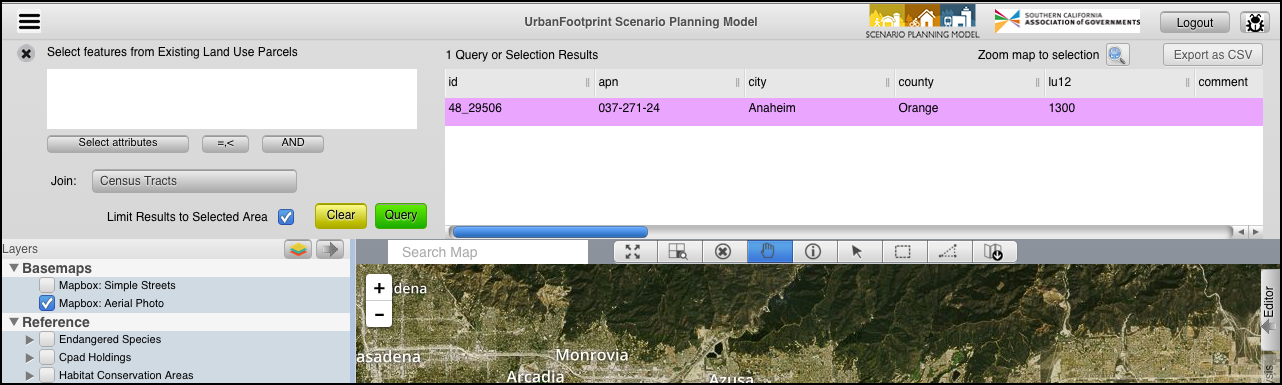 UrbanFootprint Scenario Planning Model
SCENARIO PLANNING MODEL
SOUTHERN CALIFORNIA
ASSOCIATION of GOVERNMENTS
Logout
Select features from Existing Land Use Parcels
1 Query or Selection Results
Zoom map to selection
Export as CSV
id apn city county lu12 comment
48_29506 037-271-24 Anaheim Orange 1300
Select attributes =,< AND
Join: Census Tracts
Limit Results to Selected Area Clear Query
Layers
Search Map
Basemaps
Mapbox: Simple Streets
Mapbox: Aerial Photo
Reference
Endangered Species
Cpad Holdings
Habitat Conservation Areas
+
-
dena
asadena
Monrovia
Arcadia
Azusa
Editor
sis